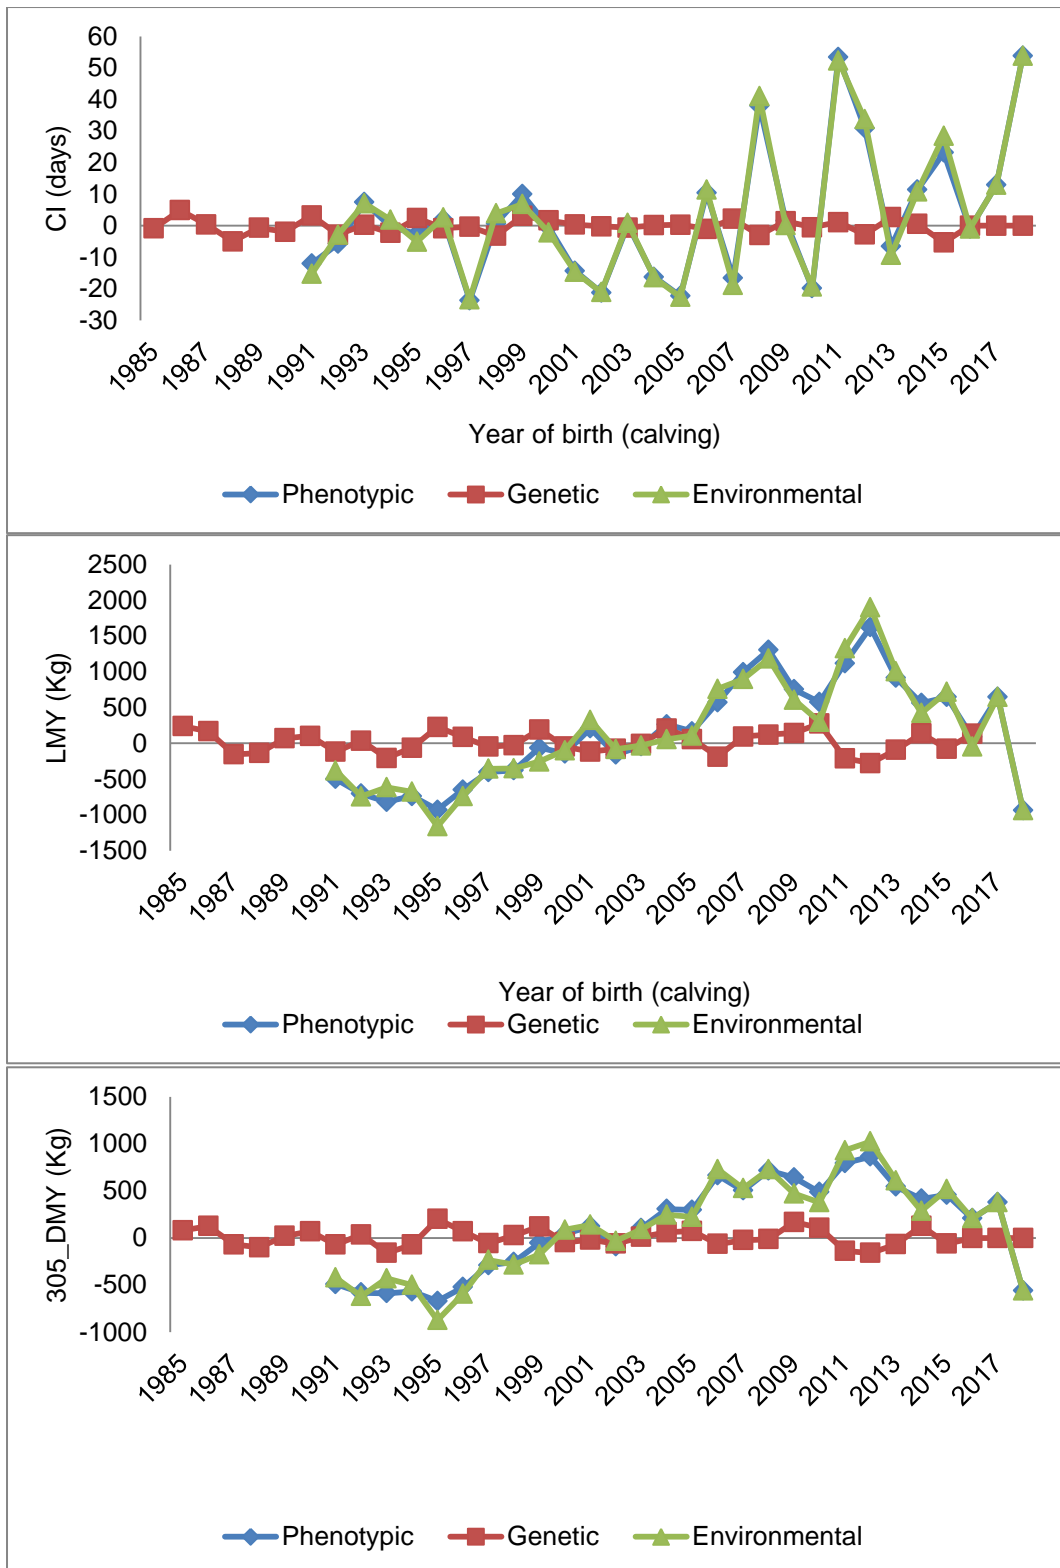 60
50
40
30
20
10
0
-10
-20
-30
CI (days)
1985 1987 1989 1991 1993 1995 1997 1999 2001 2003 2005 2007 2009 2011 2013 2015 2017
Year of birth (calving)
Phenotypic Genetic Environmental
2500
2000
1500
1000
500
0
-500
-1000
-1500
LMY (Kg)
1985 1987 1989 1991 1993 1995 1997 1999 2001 2003 2005 2007 2009 2011 2013 2015 2017
Year of birth (calving)
Phenotypic Genetic Environmental
1500
1000
500
0
-500
-1000
305_DMY (Kg)
1985 1987 1989 1991 1993 1995 1997 1999 2001 2003 2005 2007 2009 2011 2013 2015 2017
Phenotypic Genetic Environmental